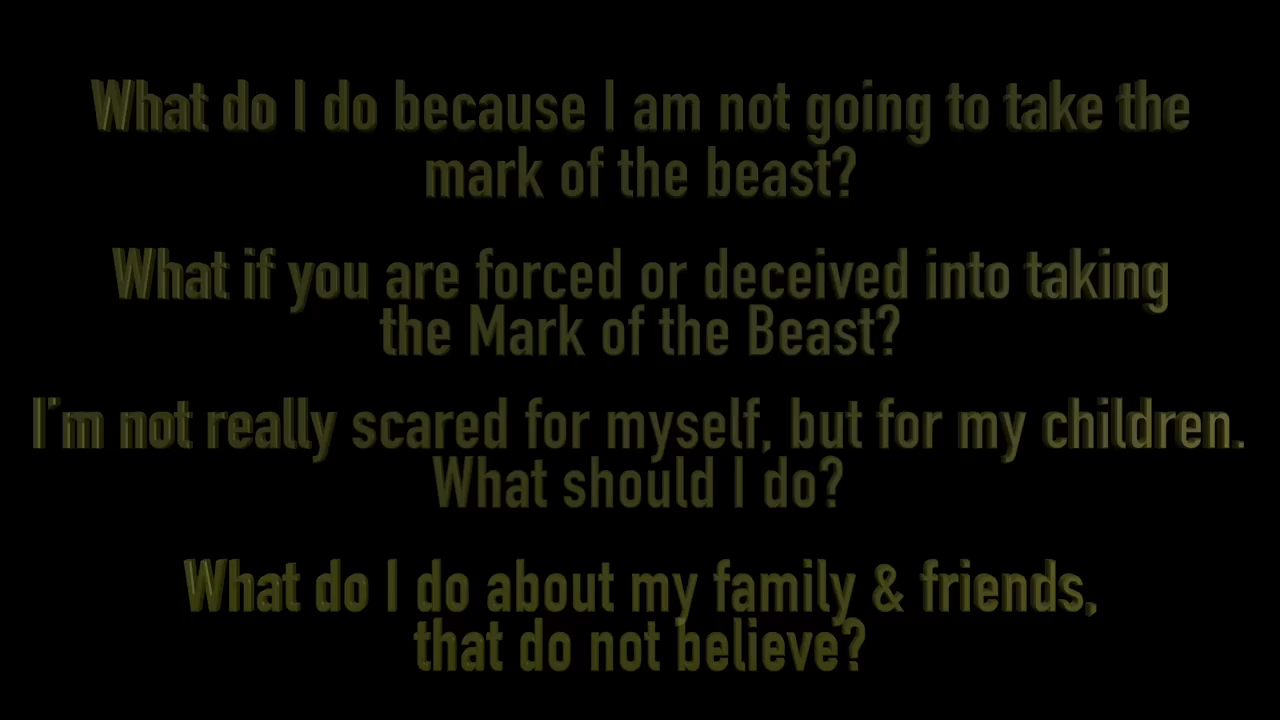 What do I do because I am not going to take the
mark of the beast?
What if you are forced or deceived into taking
the Mark of the Beast?
I'm not really scared for myself, but for my children.
What should I do?
What do I do about my family & friends,
that do not believe?